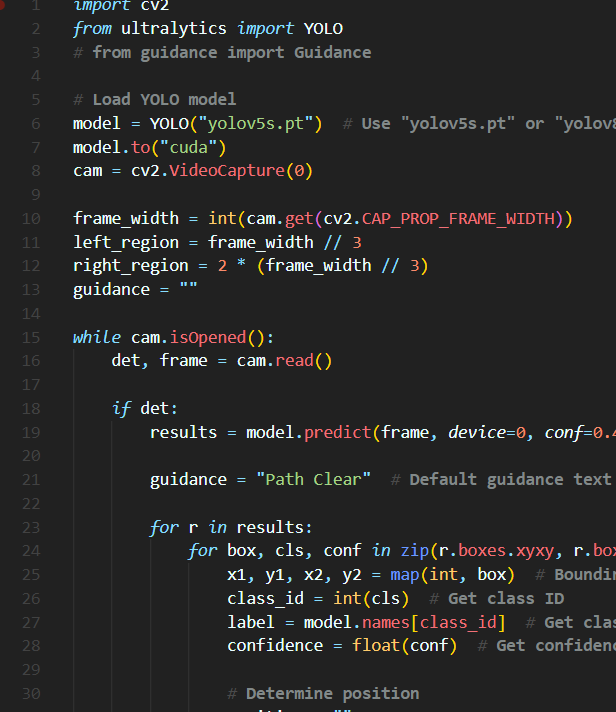 1 import cv2
2 from ultralytics import YOLO
3 # from guidance import Guidance
4
5 # Load YOLO model
6 model = YOLO("yolov5s.pt") # Use "yolov5s.pt" or "yolov8
7 model.to("cuda")
8 cam = cv2.VideoCapture(0)
9
10 frame_width = int(cam.get(cv2.CAP_PROP_FRAME_WIDTH))
11 left_region = frame_width // 3
12 right_region = 2 * (frame_width // 3)
13 guidance = ""
14
15 while cam.isOpened():
16 det, frame = cam.read()
17
18 if det:
19 results = model.predict(frame, device=0, conf=0.4
20
21 guidance = "Path Clear" # Default guidance text
22
23 for r in results:
24 for box, cls, conf in zip(r.boxes.xyxy, r.box
25 x1, y1, x2, y2 = map(int, box) # Boundin
26 class_id = int(cls) # Get class ID
27 label = model.names[class_id] # Get clas
28 confidence = float(conf) # Get confidenc
29
30 # Determine position